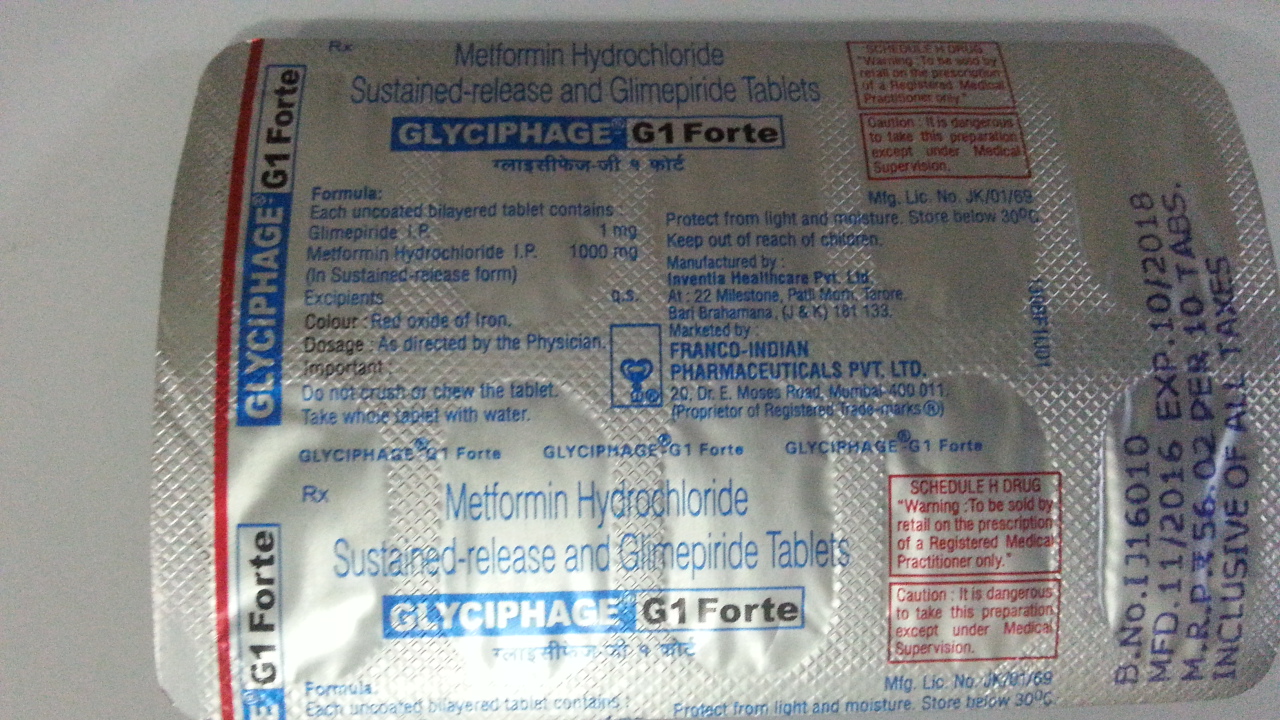 GLYCIPHAGE® G1 Forte
Rx
Metformin Hydrochloride
Sustained-release and Glimepiride Tablets
GLYCIPHAGE®-G1 Forte
ग्लाइसीफेज-जी १ फोर्ट
SCHEDULE H DRUG
"Warning : To be sold by
retail on the prescription
of a Registered Medical
Practitioner only."
Caution : It is dangerous
to take this preparation
except under Medical
Supervision.
Formula:
Each uncoated bilayered tablet contains :
Glimepiride I.P. 1 mg
Metformin Hydrochloride I.P. 1000 mg
(In Sustained-release form)
Excipients q.s.
Colour : Red oxide of Iron.
Dosage : As directed by the Physician.
Important :
Do not crush or chew the tablet.
Take whole tablet with water.
Mfg. Lic. No. JK/01/69
Protect from light and moisture. Store below 30°C
Keep out of reach of children.
Manufactured by :
Inventia Healthcare Pvt. Ltd.
At : 22 Milestone, Patli Morh, Tarore,
Bari Brahamana, (J & K) 181 133.
Marketed by :
FRANCO-INDIAN
PHARMACEUTICALS PVT. LTD.
20, Dr. E. Moses Road, Mumbai 400 011.
(Proprietor of Registered Trade-marks®)
GLYCIPHAGE®-G1 Forte GLYCIPHAGE®-G1 Forte GLYCIPHAGE®-G1 Forte
G1 Forte
Rx
Metformin Hydrochloride
Sustained-release and Glimepiride Tablets
GLYCIPHAGE® G1 Forte
ग्लाइसीफेज-जी १ फोर्ट
SCHEDULE H DRUG
"Warning :To be sold by
retail on the prescription
of a Registered Medical
Practitioner only."
Caution : It is dangerous
to take this preparation
except under Medical
Supervision.
Formula:
Each uncoated bilayered tablet contains :
Mfg. Lic. No. JK/01/69
Protect from light and moisture. Store below 30°C
B.No.IJ16010
MFD.11/2016 EXP.10/2018
M.R.P.₹56.02 PER 10 TABS.
INCLUSIVE OF ALL TAXES